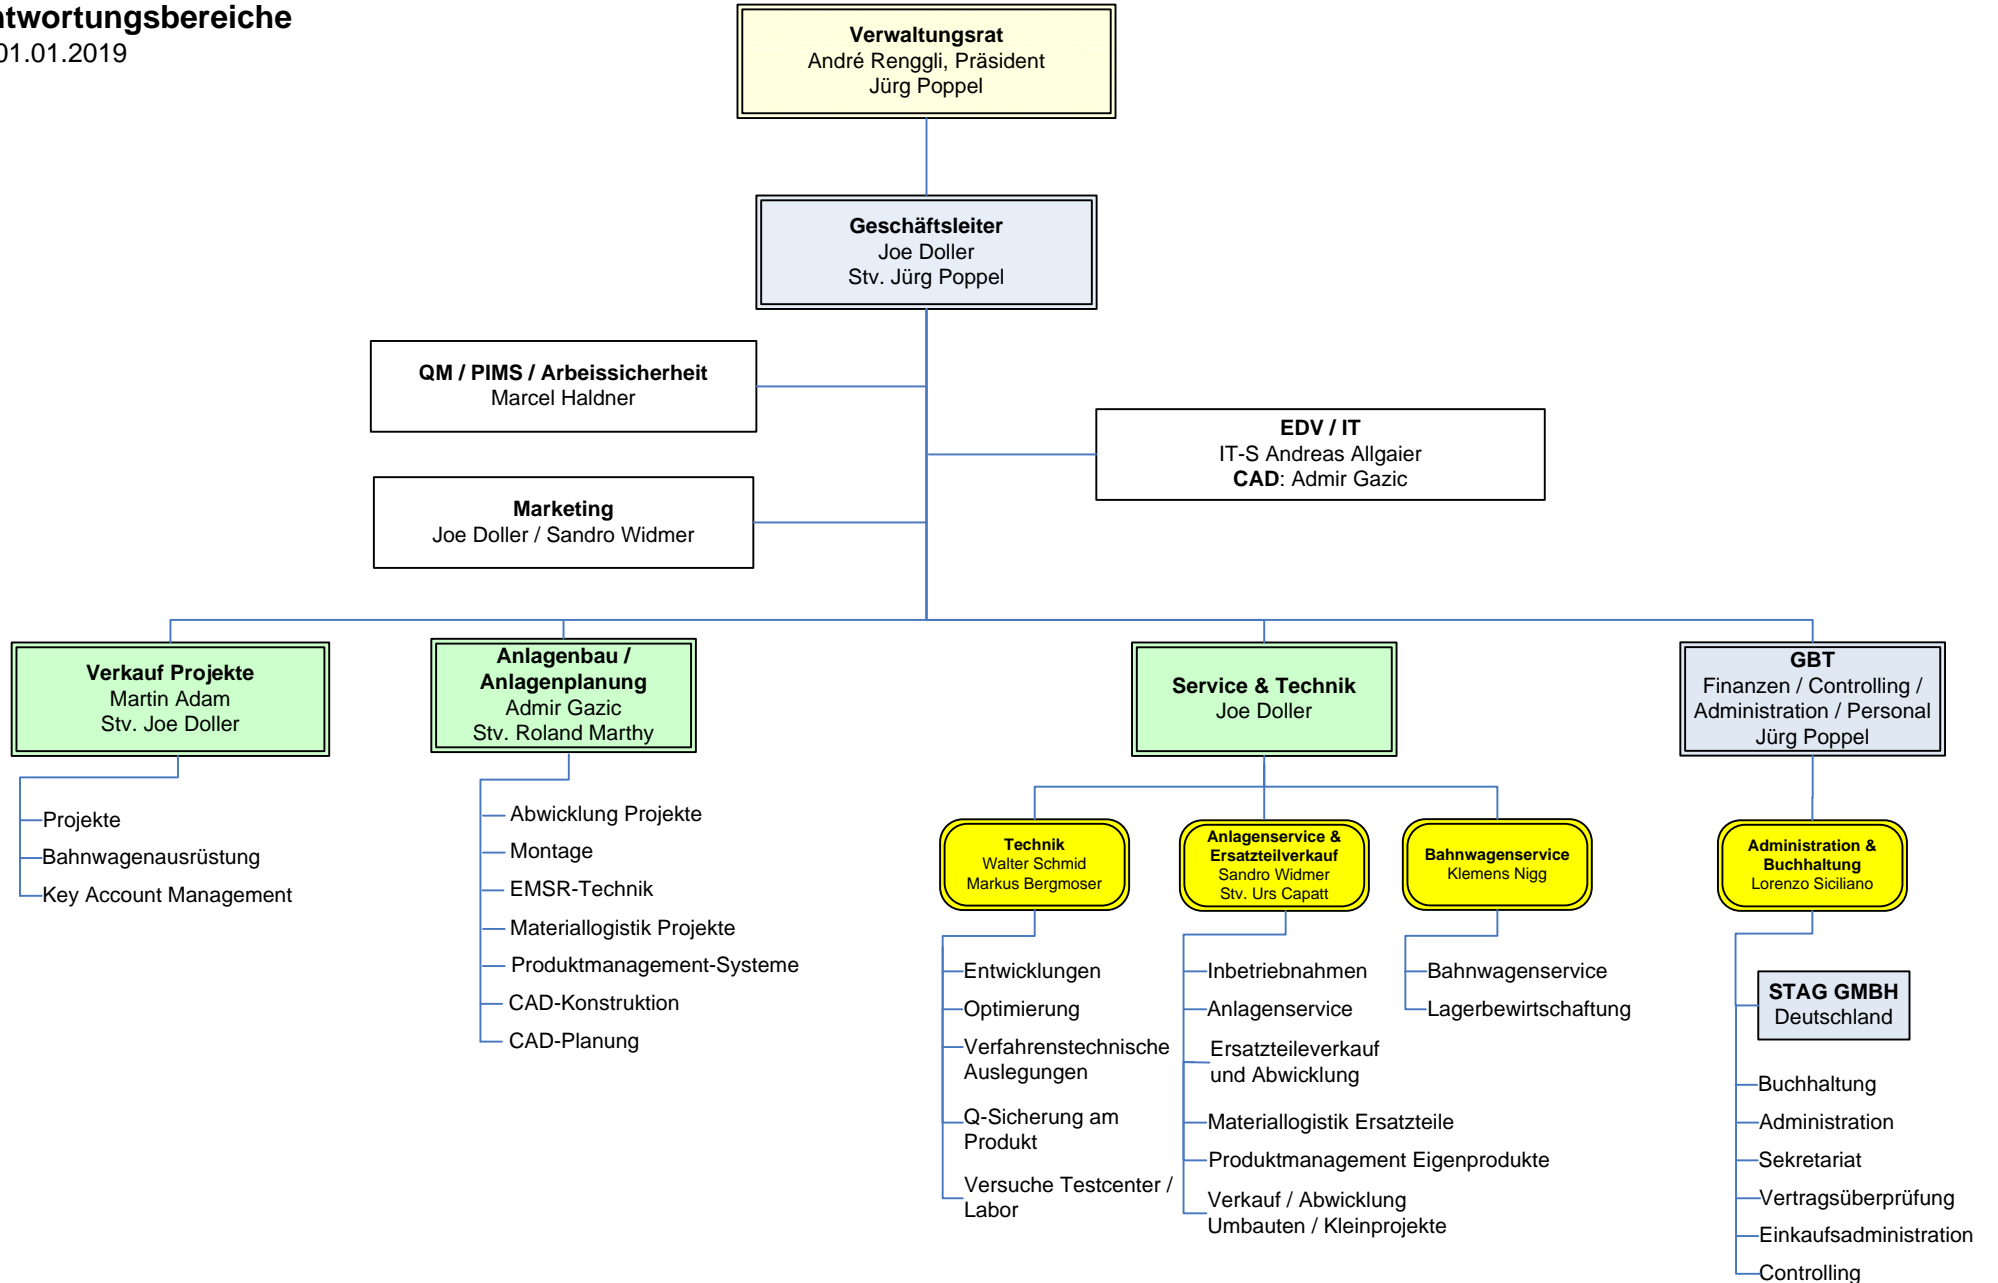 ntwortungsbereiche
01.01.2019
Verwaltungsrat
André Renggli, Präsident
Jürg Poppel
Geschäftsleiter
Joe Doller
Stv. Jürg Poppel
QM / PIMS / Arbeissicherheit
Marcel Haldner
EDV / IT
IT-S Andreas Allgaier
CAD: Admir Gazic
Marketing
Joe Doller / Sandro Widmer
Verkauf Projekte
Martin Adam
Stv. Joe Doller
Projekte
Bahnwagenausrüstung
Key Account Management
Anlagenbau /
Anlagenplanung
Admir Gazic
Stv. Roland Marthy
Abwicklung Projekte
Montage
EMSR-Technik
Materiallogistik Projekte
Produktmanagement-Systeme
CAD-Konstruktion
CAD-Planung
Service & Technik
Joe Doller
Technik
Walter Schmid
Markus Bergmoser
Entwicklungen
Optimierung
Verfahrenstechnische
Auslegungen
Q-Sicherung am
Produkt
Versuche Testcenter /
Labor
Anlagenservice &
Ersatzteilverkauf
Sandro Widmer
Stv. Urs Capatt
Inbetriebnahmen
Anlagenservice
Ersatzteileverkauf
und Abwicklung
Materiallogistik Ersatzteile
Produktmanagement Eigenprodukte
Verkauf / Abwicklung
Umbauten / Kleinprojekte
Bahnwagenservice
Klemens Nigg
Bahnwagenservice
Lagerbewirtschaftung
GBT
Finanzen / Controlling /
Administration / Personal
Jürg Poppel
Administration &
Buchhaltung
Lorenzo Siciliano
STAG GMBH
Deutschland
Buchhaltung
Administration
Sekretariat
Vertragsüberprüfung
Einkaufsadministration
Controlling